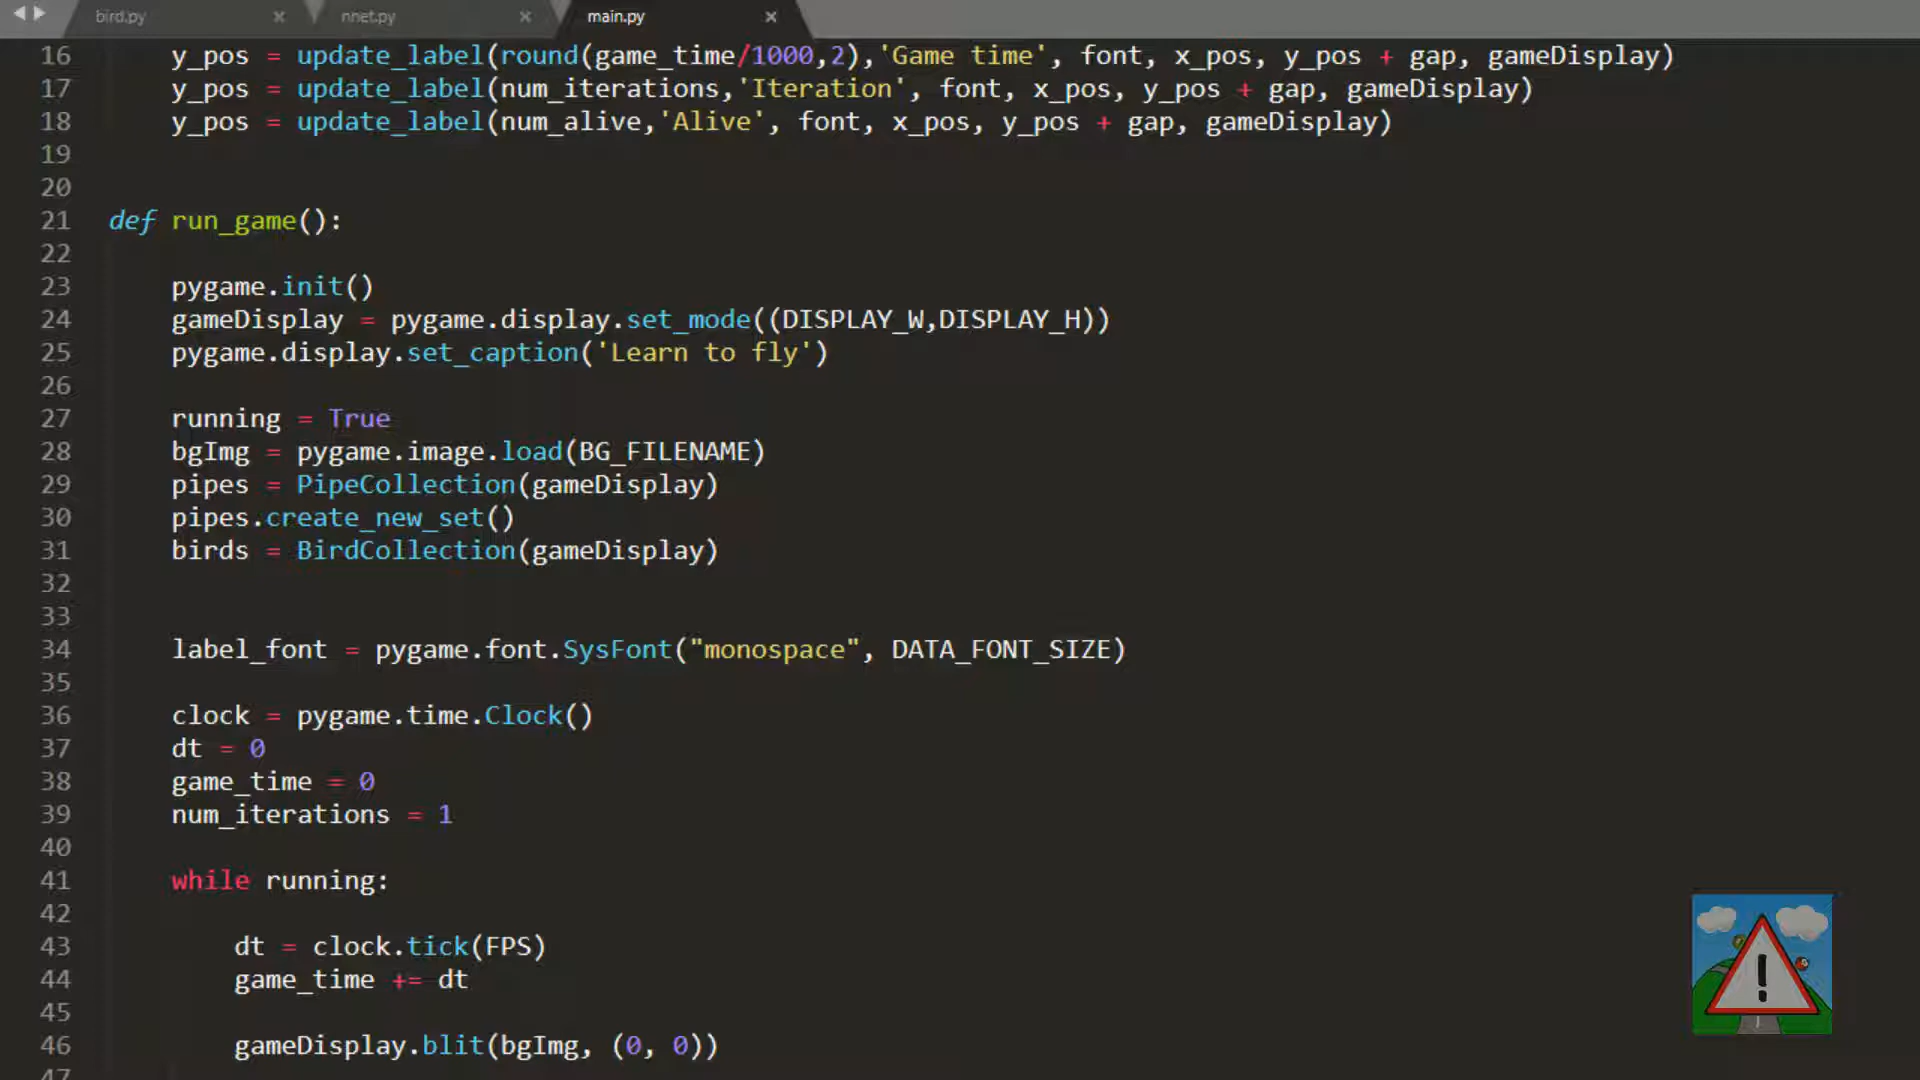 bird.py nnet.py main.py
16 y_pos = update_label(round(game_time/1000,2),'Game time', font, x_pos, y_pos + gap, gameDisplay)
17 y_pos = update_label(num_iterations,'Iteration', font, x_pos, y_pos + gap, gameDisplay)
18 y_pos = update_label(num_alive,'Alive', font, x_pos, y_pos + gap, gameDisplay)
19
20
21 def run_game():
22
23 pygame.init()
24 gameDisplay = pygame.display.set_mode((DISPLAY_W,DISPLAY_H))
25 pygame.display.set_caption('Learn to fly')
26
27 running = True
28 bgImg = pygame.image.load(BG_FILENAME)
29 pipes = PipeCollection(gameDisplay)
30 pipes.create_new_set()
31 birds = BirdCollection(gameDisplay)
32
33
34 label_font = pygame.font.SysFont("monospace", DATA_FONT_SIZE)
35
36 clock = pygame.time.Clock()
37 dt = 0
38 game_time = 0
39 num_iterations = 1
40
41 while running:
42
43 dt = clock.tick(FPS)
44 game_time += dt
45
46 gameDisplay.blit(bgImg, (0, 0))
47
!